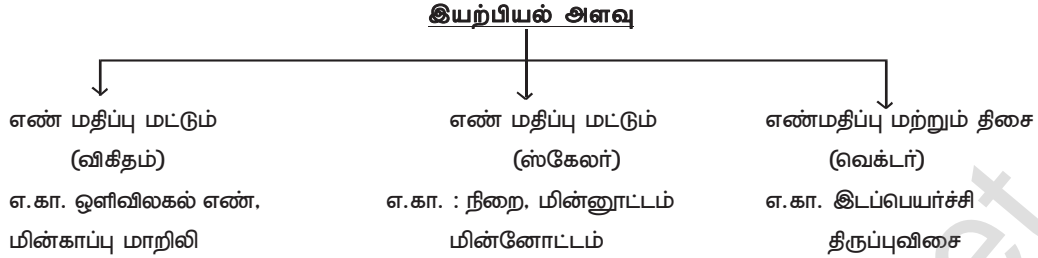 இயற்பியல் அளவு
எண் மதிப்பு மட்டும்
(விகிதம்)
எ.கா. ஒளிவிலகல் எண்,
மின்காப்பு மாறிலி
எண் மதிப்பு மட்டும்
(ஸ்கேலர்)
எ.கா. : நிறை, மின்னூட்டம்
மின்னோட்டம்
எண்மதிப்பு மற்றும் திசை
(வெக்டர்)
எ.கா. இடப்பெயர்ச்சி
திருப்புவிசை